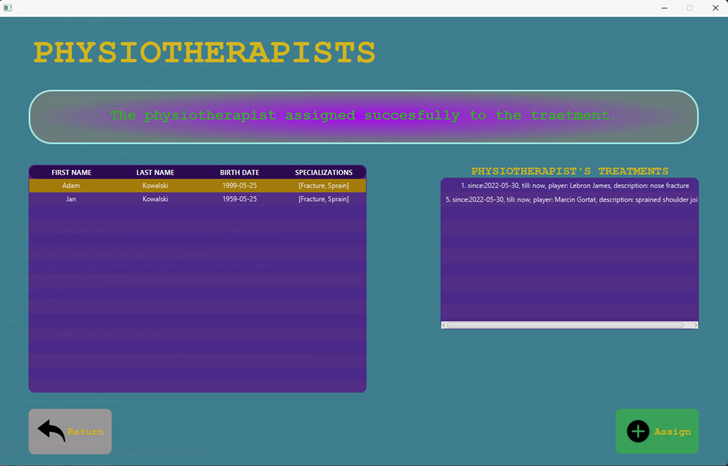 PHYSIOTHERAPISTS
The physiotherapist assigned succesfully to the traetment.
FIRST NAME LAST NAME BIRTH DATE SPECIALIZATIONS
Adam Kowalski 1999-05-25 [Fracture, Sprain]
Jan Kowalski 1959-05-25 [Fracture, Sprain]
PHYSIOTHERAPIST'S TREATMENTS
1. since:2022-05-30, till: now, player: Lebron James, description: nose fracture
5. since:2022-05-30, till: now, player: Marcin Gortat, description: sprained shoulder joi
Return
Assign